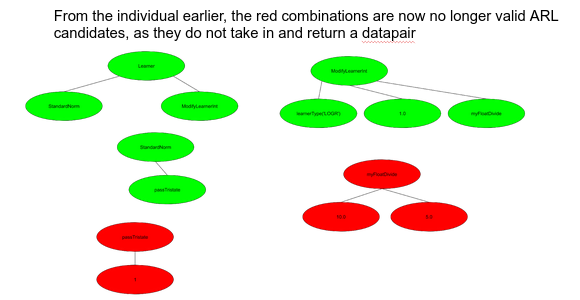 From the individual earlier, the red combinations are now no longer valid ARL
candidates, as they do not take in and return a datapair
Learner
StandardNorm
ModifyLearnerInt
ModifyLearnerInt
learnerType('LOGR')
1.0
myFloatDivide
StandardNorm
passTriState
myFloatDivide
10.0
passTriState
1